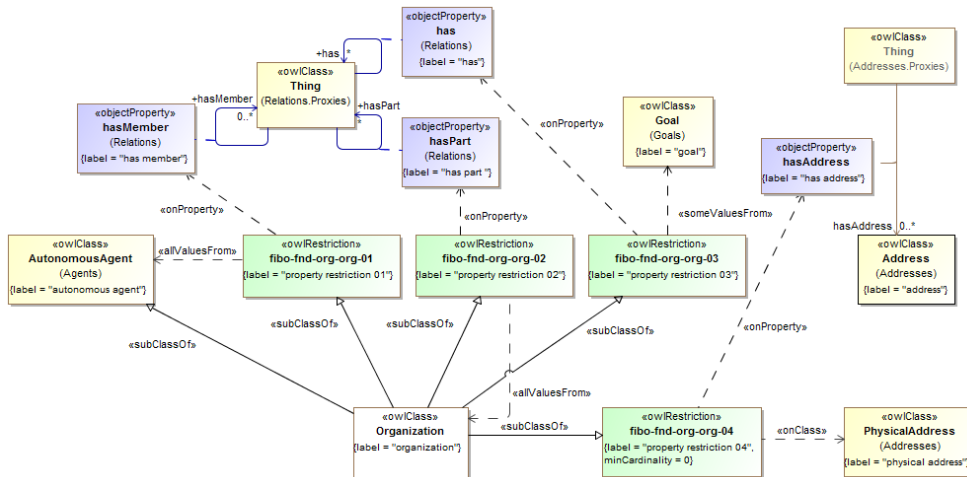 «objectProperty»
has
(Relations)
{label = "has"}
+has
*
«owlClass»
Thing
(Relations.Proxies)
+hasMember
0..*
+hasPart
*
«objectProperty»
hasMember
(Relations)
{label = "has member"}
«objectProperty»
hasPart
(Relations)
{label = "has part "}
«onProperty»
«owlClass»
Goal
(Goals)
{label = "goal"}
«owlClass»
Thing
(Addresses.Proxies)
«objectProperty»
hasAddress
{label = "has address"}
«onProperty»
«onProperty»
«someValuesFrom»
hasAddress
0..*
«owlClass»
AutonomousAgent
(Agents)
{label = "autonomous agent"}
«allValuesFrom»
«owlRestriction»
fibo-fnd-org-org-01
{label = "property restriction 01"}
«owlRestriction»
fibo-fnd-org-org-02
{label = "property restriction 02"}
«owlRestriction»
fibo-fnd-org-org-03
{label = "property restriction 03"}
«owlClass»
Address
(Addresses)
{label = "address"}
«subClassOf»
«subClassOf»
«subClassOf»
«subClassOf»
«onProperty»
«allValuesFrom»
«owlClass»
Organization
{label = "organization"}
«subClassOf»
«owlRestriction»
fibo-fnd-org-org-04
{label = "property restriction 04",
minCardinality = 0}
«onClass»
«owlClass»
PhysicalAddress
(Addresses)
{label = "physical address"}